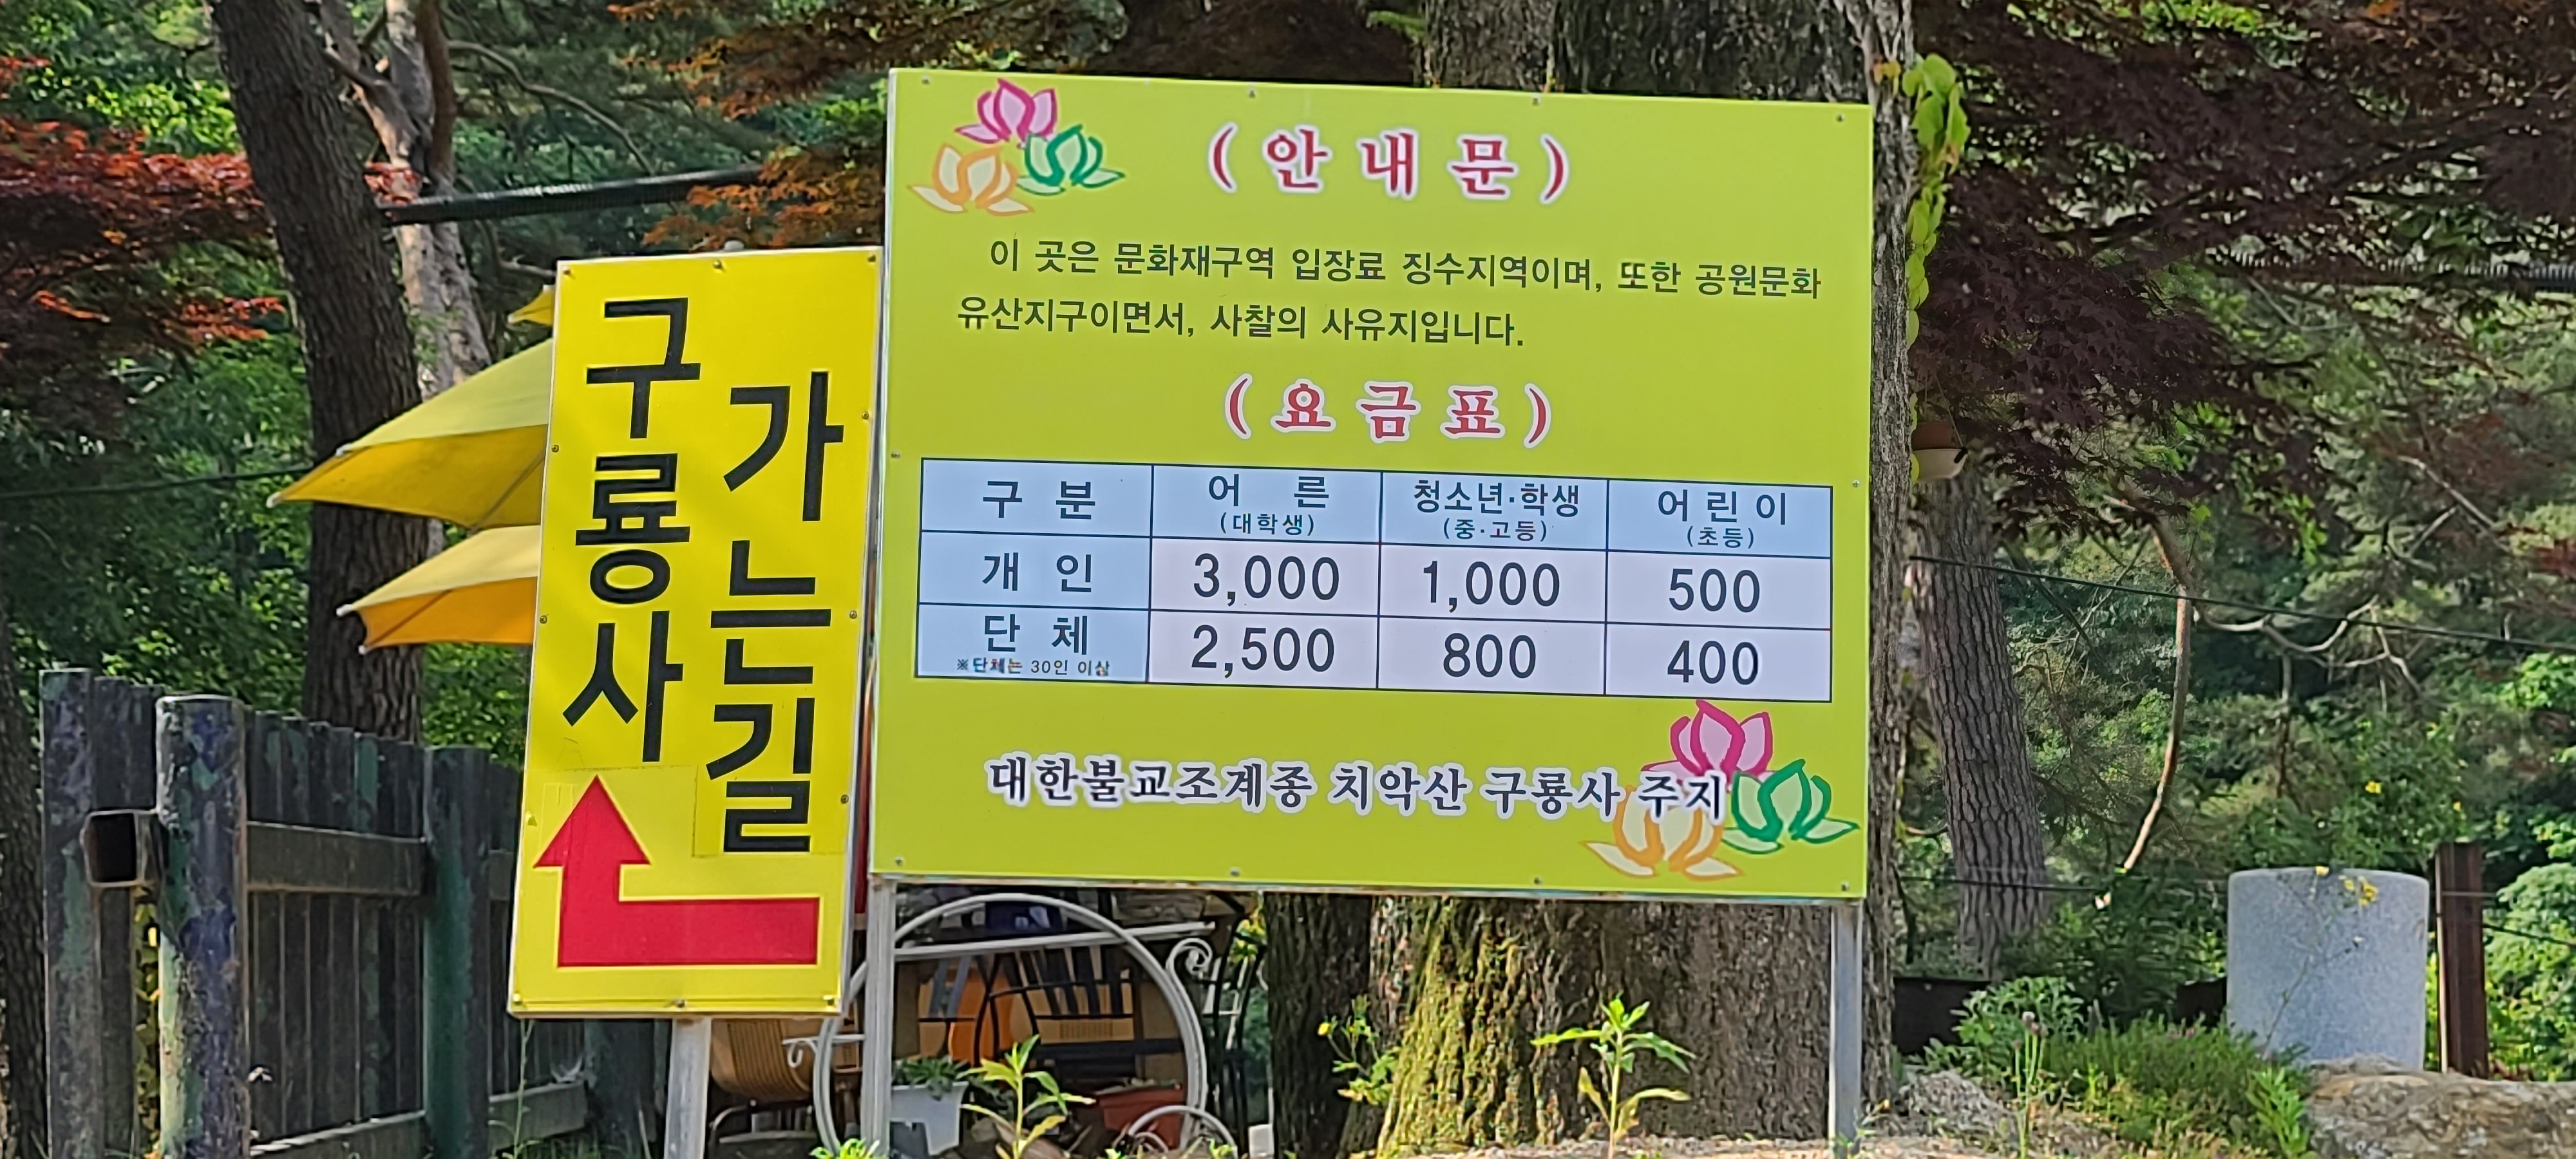 구룡사
가는길
( 안 내 문 )
이 곳은 문화재구역 입장료 징수지역이며, 또한 공원문화
유산지구이면서, 사찰의 사유지입니다.
( 요 금 표 )
구 분 어 른 청소년·학생 어 린 이
(대학생) (중·고등) (초등)
개 인 3,000 1,000 500
단 체 2,500 800 400
※단체는 30인 이상
대한불교조계종 치악산 구룡사 주지